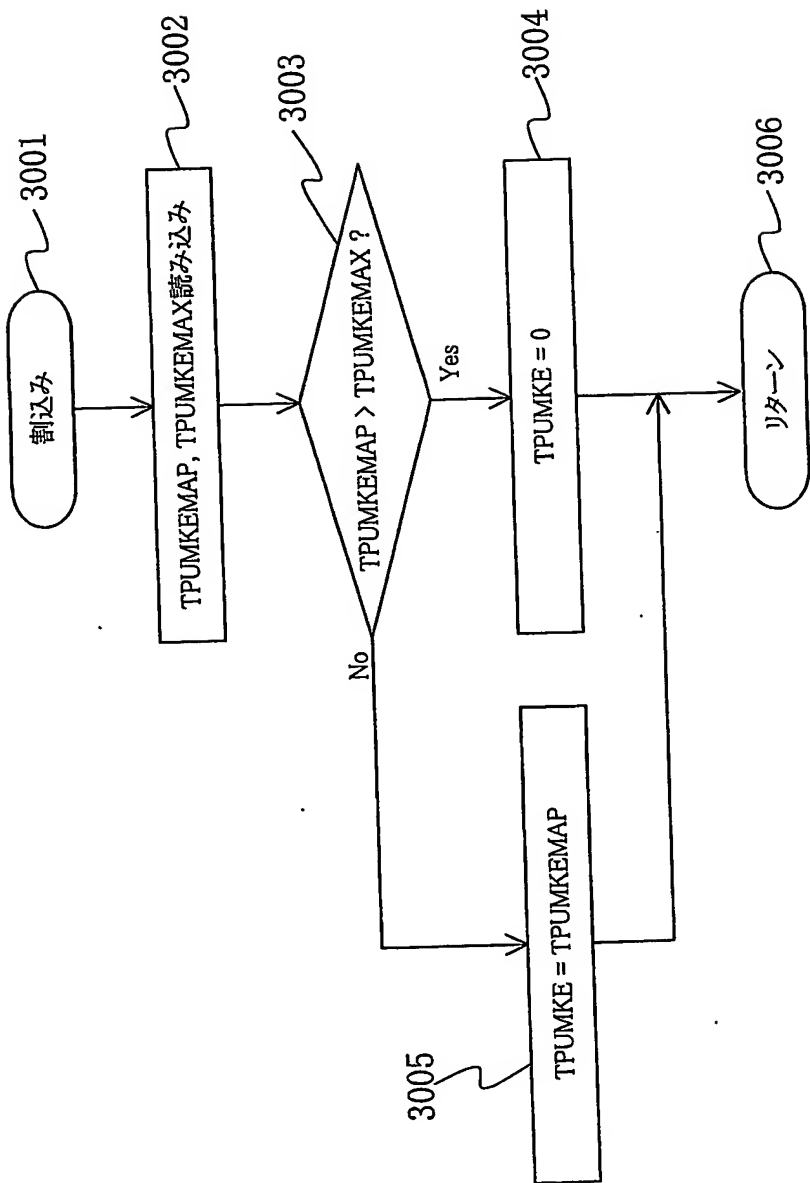 割込み
3001
TPUMKEMAP, TPUMKEMAX読み込み
3002
TPUMKEMAP > TPUMKEMAX ?
3003
No
Yes
TPUMKE = 0
3004
TPUMKE = TPUMKEMAP
3005
リターン
3006